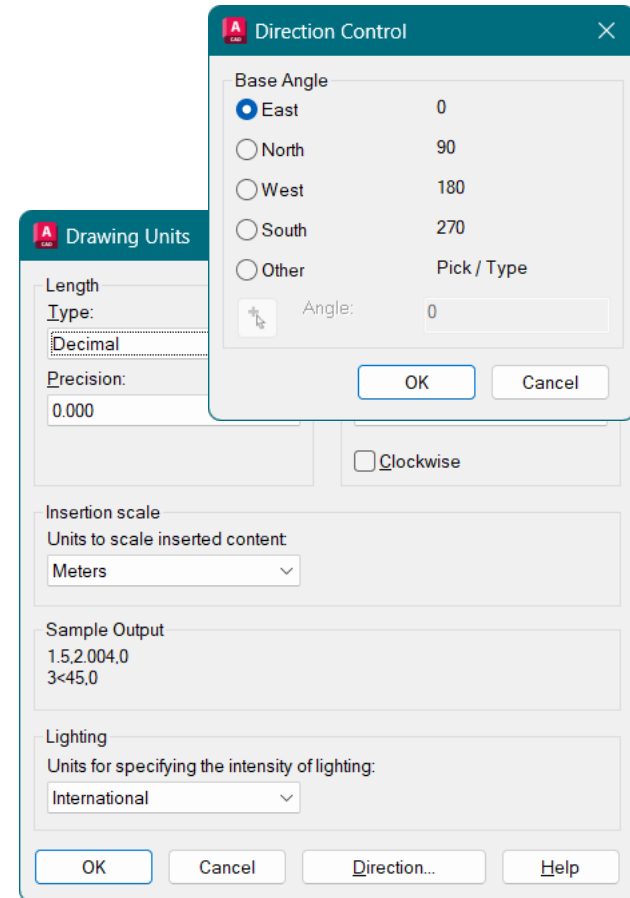 A CAD Direction Control
Base Angle
East 0
North 90
West 180
South 270
Other Pick / Type
Angle: 0
OK Cancel
A CAD Drawing Units
Length
Type:
Decimal
Precision:
0.000
Clockwise
Insertion scale
Units to scale inserted content:
Meters
Sample Output
1.5,2.004,0
3<45,0
Lighting
Units for specifying the intensity of lighting:
International
OK Cancel Direction... Help